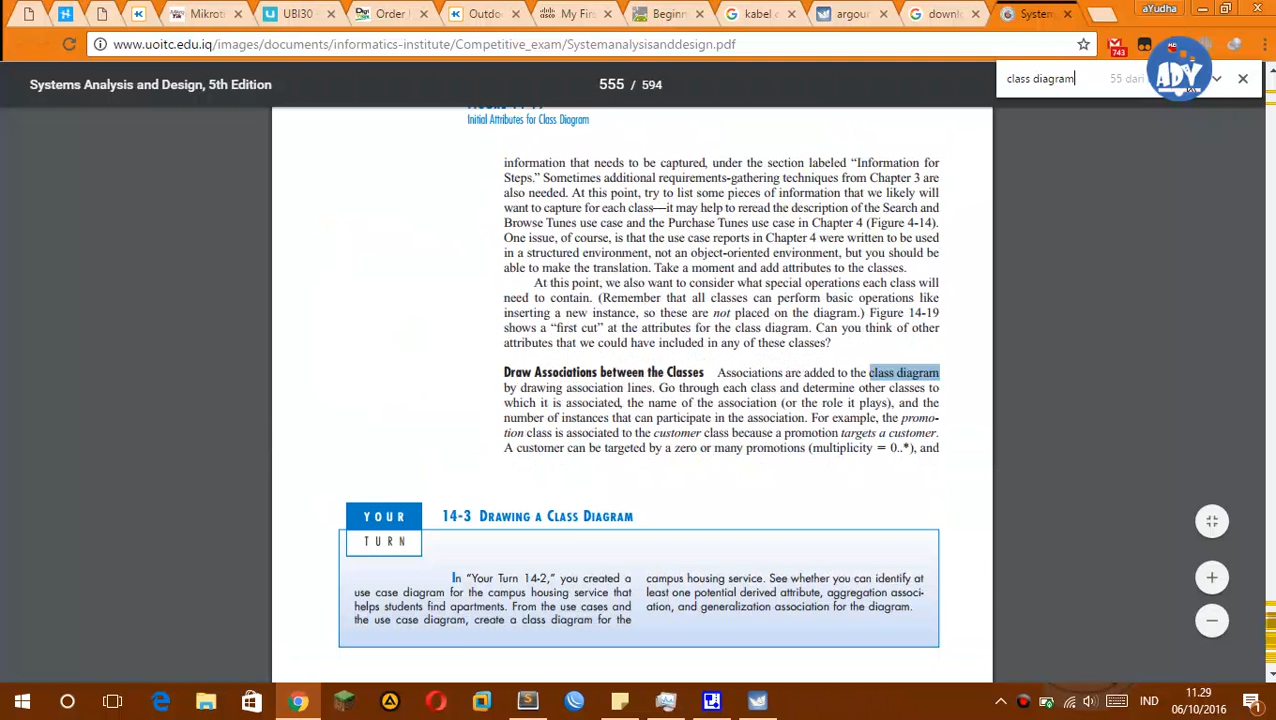 Mikroti
UBI30
Order
Outdo
My Firs
Beginn
kabel c
argour
downlo
System
aYudha
www.uoitc.edu.iq/images/documents/informatics-institute/Competitive_exam/Systemanalysisanddesign.pdf
743
Systems Analysis and Design, 5th Edition
555 / 594
class diagram
55 dari
ADY
Initial Attributes for Class Diagram
information that needs to be captured, under the section labeled “Information for
Steps.” Sometimes additional requirements-gathering techniques from Chapter 3 are
also needed. At this point, try to list some pieces of information that we likely will
want to capture for each class—it may help to reread the description of the Search and
Browse Tunes use case and the Purchase Tunes use case in Chapter 4 (Figure 4-14).
One issue, of course, is that the use case reports in Chapter 4 were written to be used
in a structured environment, not an object-oriented environment, but you should be
able to make the translation. Take a moment and add attributes to the classes.
At this point, we also want to consider what special operations each class will
need to contain. (Remember that all classes can perform basic operations like
inserting a new instance, so these are not placed on the diagram.) Figure 14-19
shows a “first cut” at the attributes for the class diagram. Can you think of other
attributes that we could have included in any of these classes?
Draw Associations between the Classes Associations are added to the class diagram
by drawing association lines. Go through each class and determine other classes to
which it is associated, the name of the association (or the role it plays), and the
number of instances that can participate in the association. For example, the promo-
tion class is associated to the customer class because a promotion targets a customer.
A customer can be targeted by a zero or many promotions (multiplicity = 0..*), and
YOUR
TURN
14-3 DRAWING A CLASS DIAGRAM
In “Your Turn 14-2,” you created a
use case diagram for the campus housing service that
helps students find apartments. From the use cases and
the use case diagram, create a class diagram for the
campus housing service. See whether you can identify at
least one potential derived attribute, aggregation associ-
ation, and generalization association for the diagram.
IND
11.29
06/10/2016